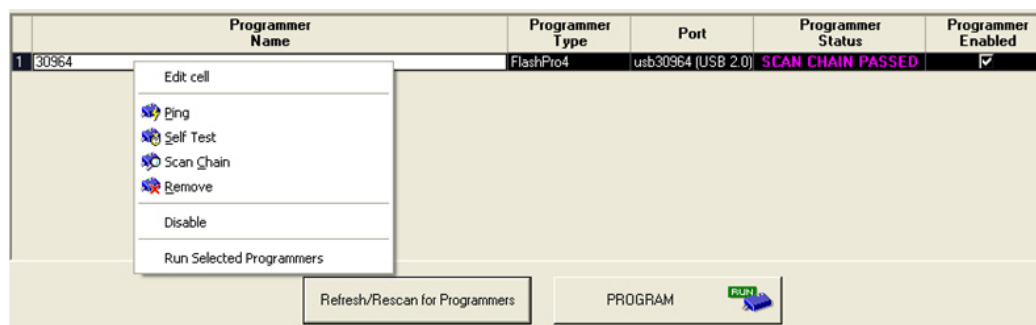 Programmer Name Programmer Type Port Programmer Status Programmer Enabled
1 30964 FlashPro4 usb30964 (USB 2.0) SCAN CHAIN PASSED
Edit cell
Ping
Self Test
Scan Chain
Remove
Disable
Run Selected Programmers
Refresh/Rescan for Programmers PROGRAM RUN